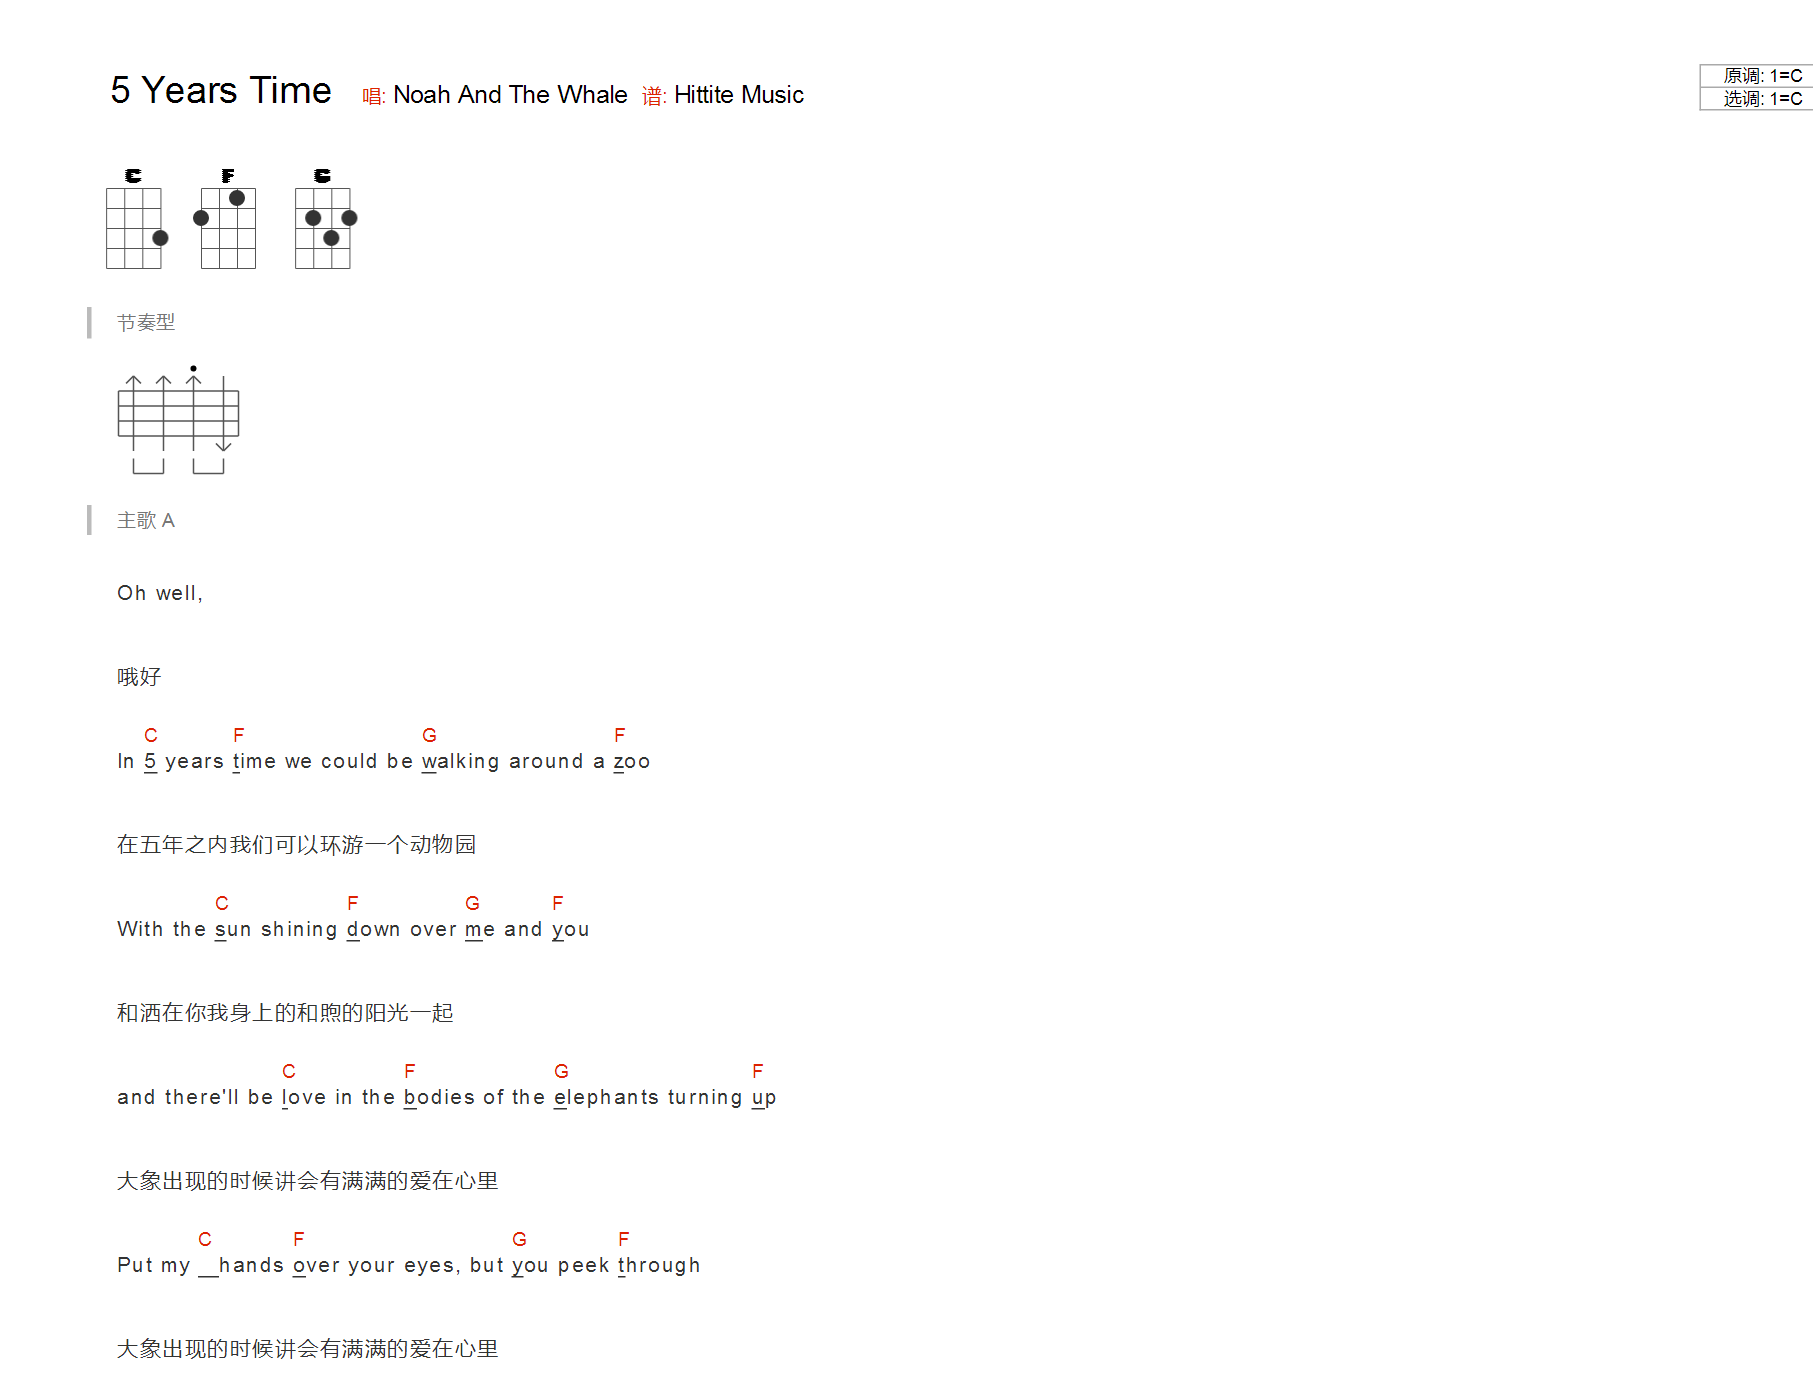 5 Years Time 唱: Noah And The Whale 谱: Hittite Music
原调: 1=C
选调: 1=C
C F G
节奏型
主歌 A
Oh well,
哦好
C F G F
In 5 years time we could be walking around a zoo
在五年之内我们可以环游一个动物园
C F G F
With the sun shining down over me and you
和洒在你我身上的和煦的阳光一起
C F G F
and there'll be love in the bodies of the elephants turning up
大象出现的时候讲会有满满的爱在心里
C F G F
Put my __hands over your eyes, but you peek through
大象出现的时候讲会有满满的爱在心里